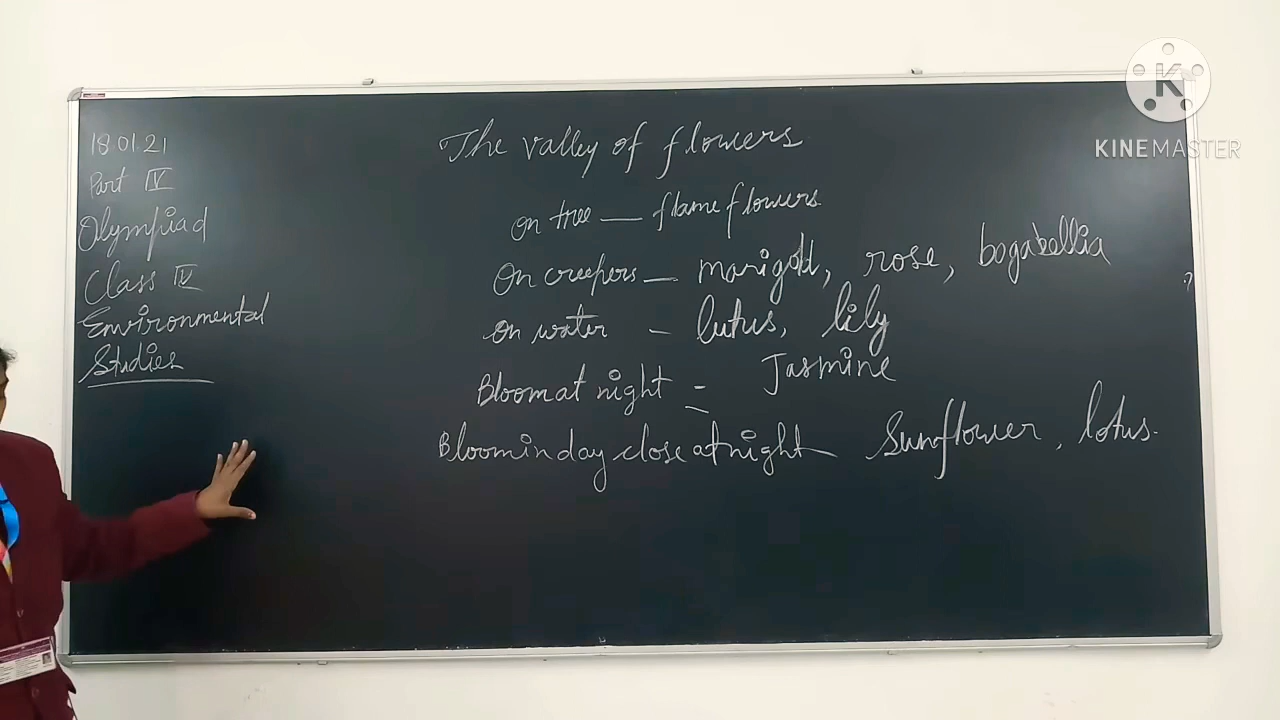 18.01.21
Part IV
Olympiad
Class IV
Environmental
Studies
The valley of flowers
On tree — flame flowers.
On creepers — marigold, rose, bogabellia
On water — lutus, lily
Bloom at night = Jasmine
Bloom in day close at night — Sunflower, lotus.
K
KINEMASTER